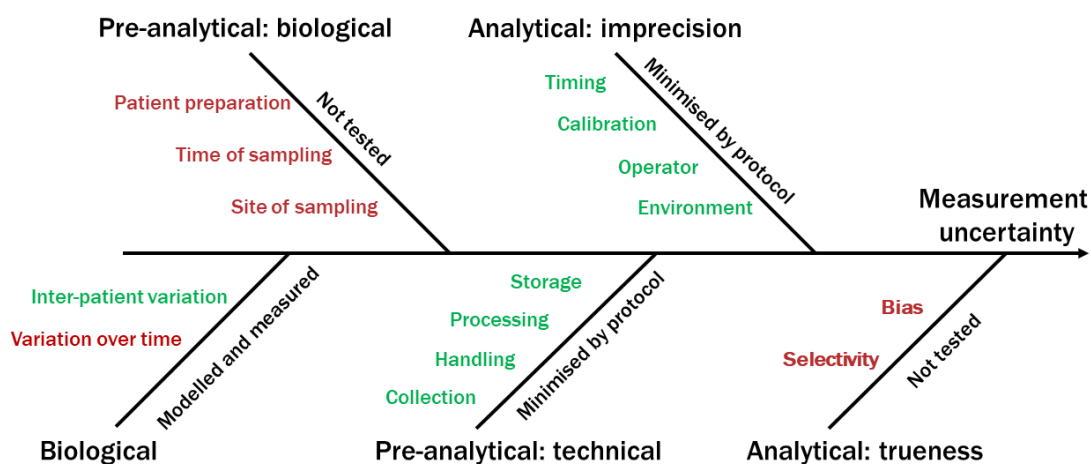 Pre-analytical: biological
Analytical: imprecision
Patient preparation
Time of sampling
Site of sampling
Not tested
Timing
Calibration
Operator
Environment
Minimised by protocol
Measurement
uncertainty
Inter-patient variation
Variation over time
Modelled and measured
Storage
Processing
Handling
Collection
Minimised by protocol
Bias
Selectivity
Not tested
Biological
Pre-analytical: technical
Analytical: trueness